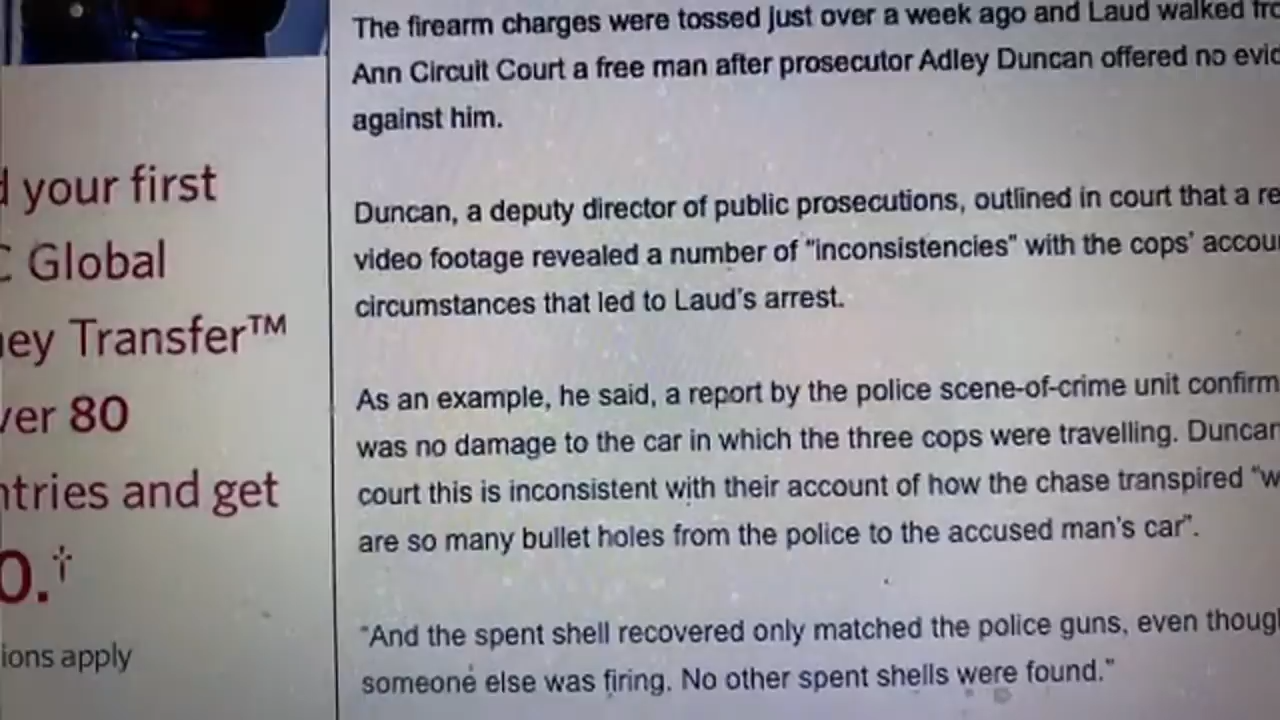 d your first
C Global
ney Transfer™
ver 80
ntries and get
0.†
ions apply
The firearm charges were tossed just over a week ago and Laud walked fro
Ann Circuit Court a free man after prosecutor Adley Duncan offered no evid
against him.
Duncan, a deputy director of public prosecutions, outlined in court that a re
video footage revealed a number of "inconsistencies" with the cops' accoun
circumstances that led to Laud's arrest.
As an example, he said, a report by the police scene-of-crime unit confirm
was no damage to the car in which the three cops were travelling. Duncan
court this is inconsistent with their account of how the chase transpired "w
are so many bullet holes from the police to the accused man's car".
"And the spent shell recovered only matched the police guns, even though
someone else was firing. No other spent shells were found."